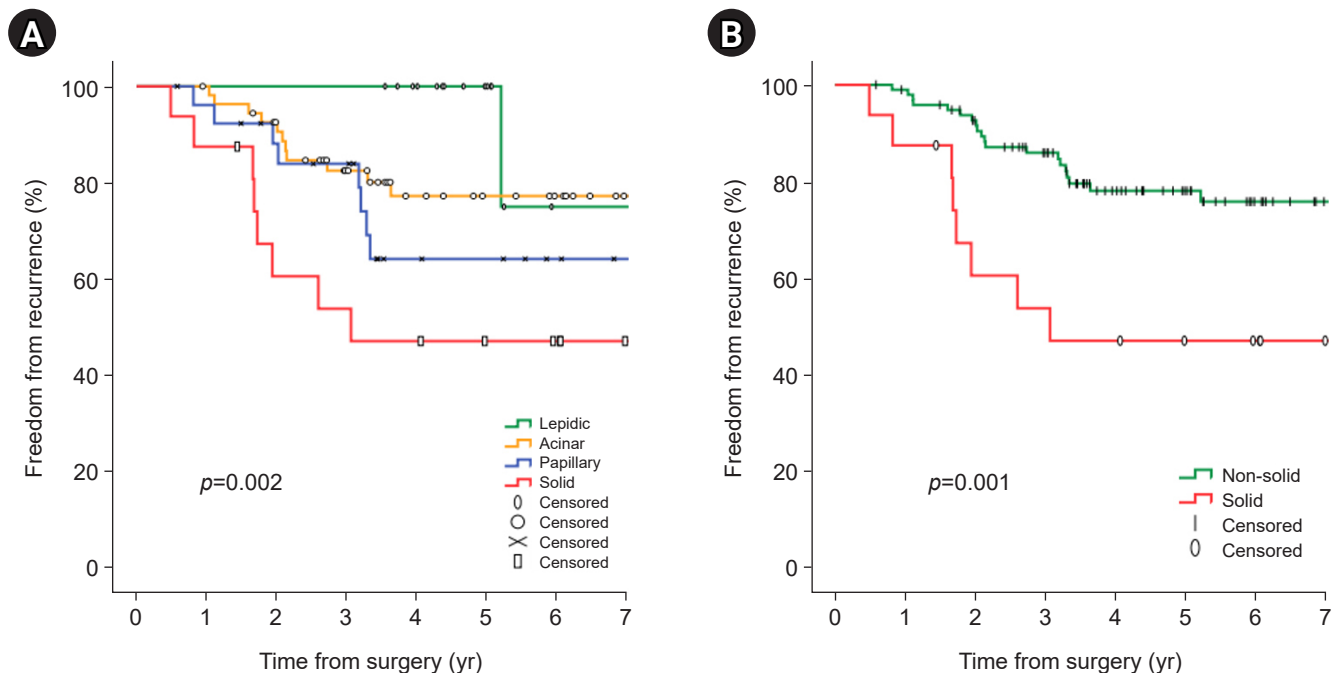 A
Freedom from recurrence (%)
100
80
60
40
20
0
p=0.002
Lepidic
Acinar
Papillary
Solid
Censored
Censored
Censored
Censored
0 1 2 3 4 5 6 7
Time from surgery (yr)
B
Freedom from recurrence (%)
100
80
60
40
20
0
p=0.001
Non-solid
Solid
Censored
Censored
0 1 2 3 4 5 6 7
Time from surgery (yr)